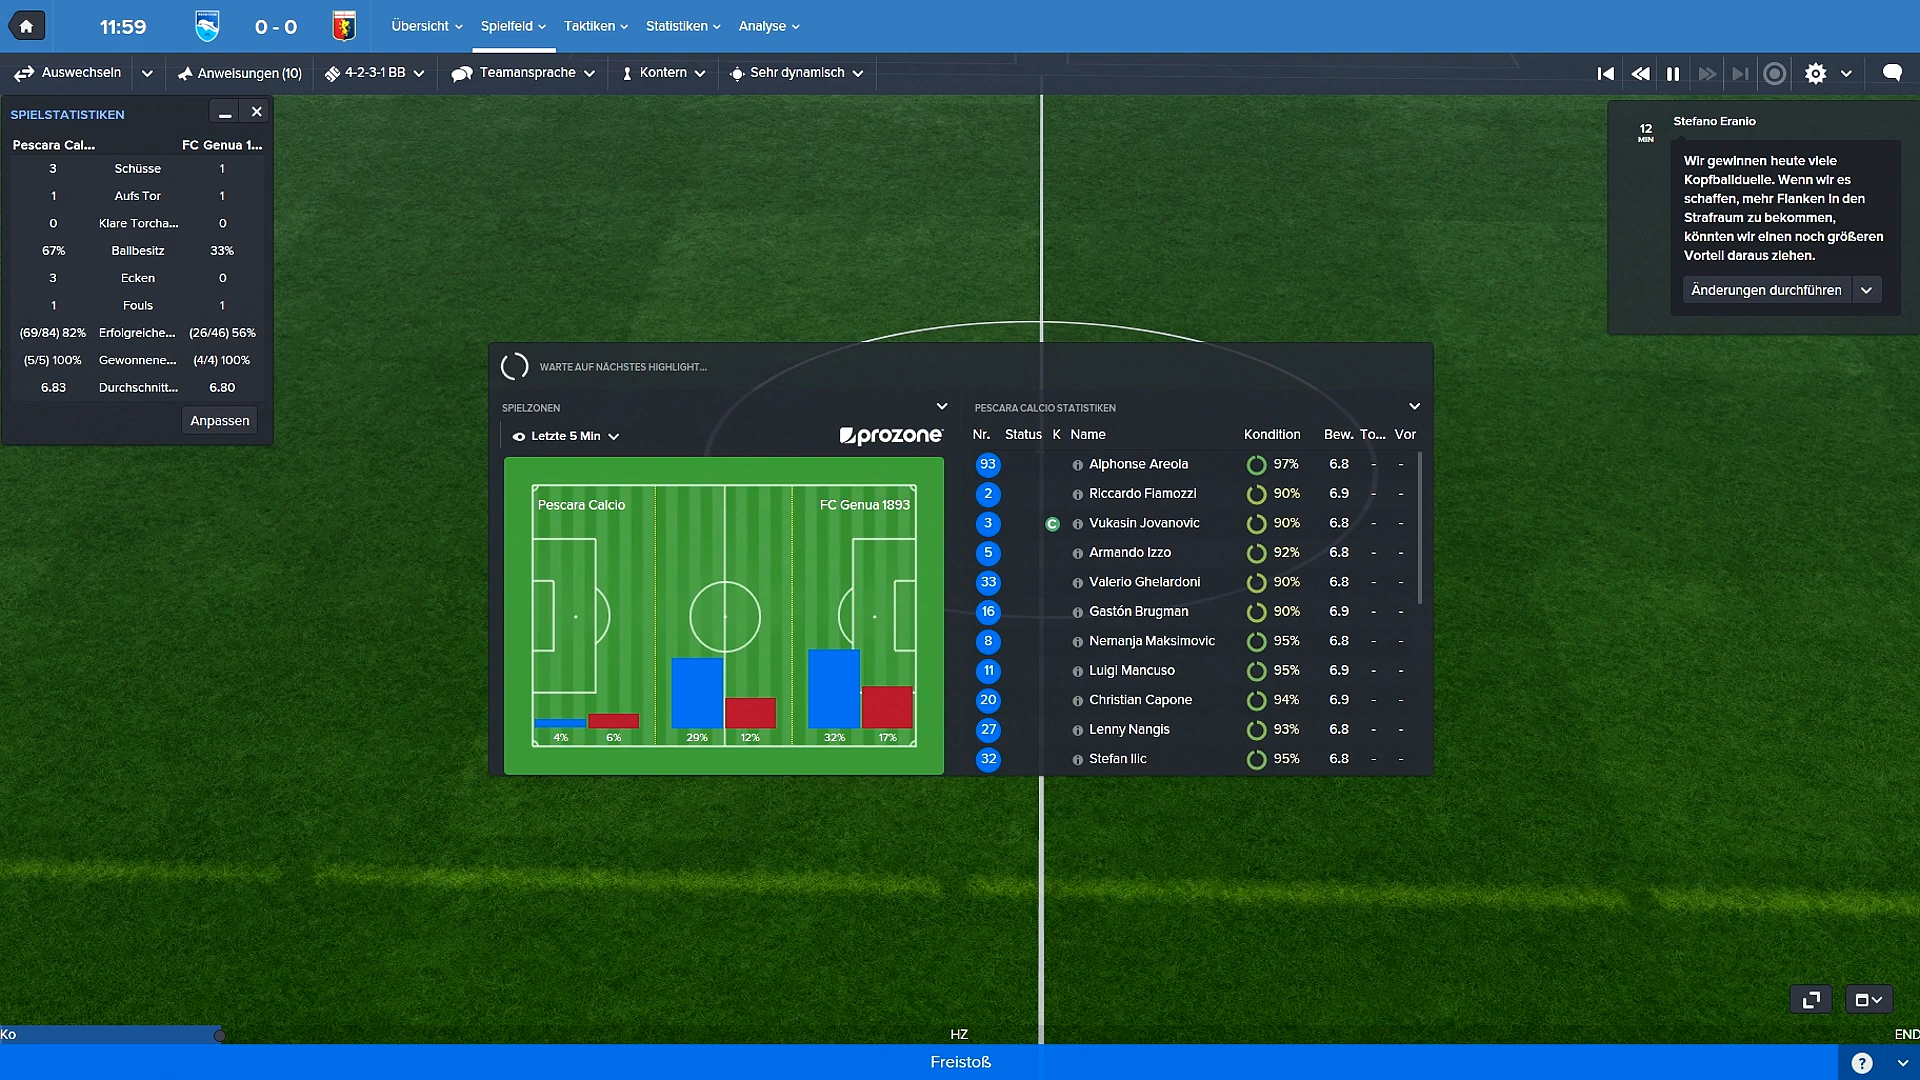 11:59 0 - 0 Übersicht Spielfeld Taktiken Statistiken Analyse
Auswechseln Anweisungen (10) 4-2-3-1 BB Teamansprache Kontern Sehr dynamisch
SPIELSTATISTIKEN
Pescara Cal... FC Genua 1...
3 Schüsse 1
1 Aufs Tor 1
0 Klare Torcha... 0
67% Ballbesitz 33%
3 Ecken 0
1 Fouls 1
(69/84) 82% Erfolgreiche... (26/46) 56%
(5/5) 100% Gewonnene... (4/4) 100%
6.83 Durchschnitt... 6.80
Anpassen
12 MIN
Stefano Eranio
Wir gewinnen heute viele
Kopfballduelle. Wenn wir es
schaffen, mehr Flanken in den
Strafraum zu bekommen,
könnten wir einen noch größeren
Vorteil daraus ziehen.
Änderungen durchführen
WARTE AUF NÄCHSTES HIGHLIGHT...
SPIELZONEN
Letzte 5 Min
prozone
Pescara Calcio FC Genua 1893
4% 6% 29% 12% 32% 17%
PESCARA CALCIO STATISTIKEN
Nr. Status K Name Kondition Bew. To... Vor
93 Alphonse Areola 97% 6.8 - -
2 Riccardo Fiamozzi 90% 6.9 - -
3 C Vukasin Jovanovic 90% 6.8 - -
5 Armando Izzo 92% 6.8 - -
33 Valerio Ghelardoni 90% 6.8 - -
16 Gastón Brugman 90% 6.9 - -
8 Nemanja Maksimovic 95% 6.8 - -
11 Luigi Mancuso 95% 6.9 - -
20 Christian Capone 94% 6.9 - -
27 Lenny Nangis 93% 6.8 - -
32 Stefan Ilic 95% 6.8 - -
Ko HZ END
Freistoß
?